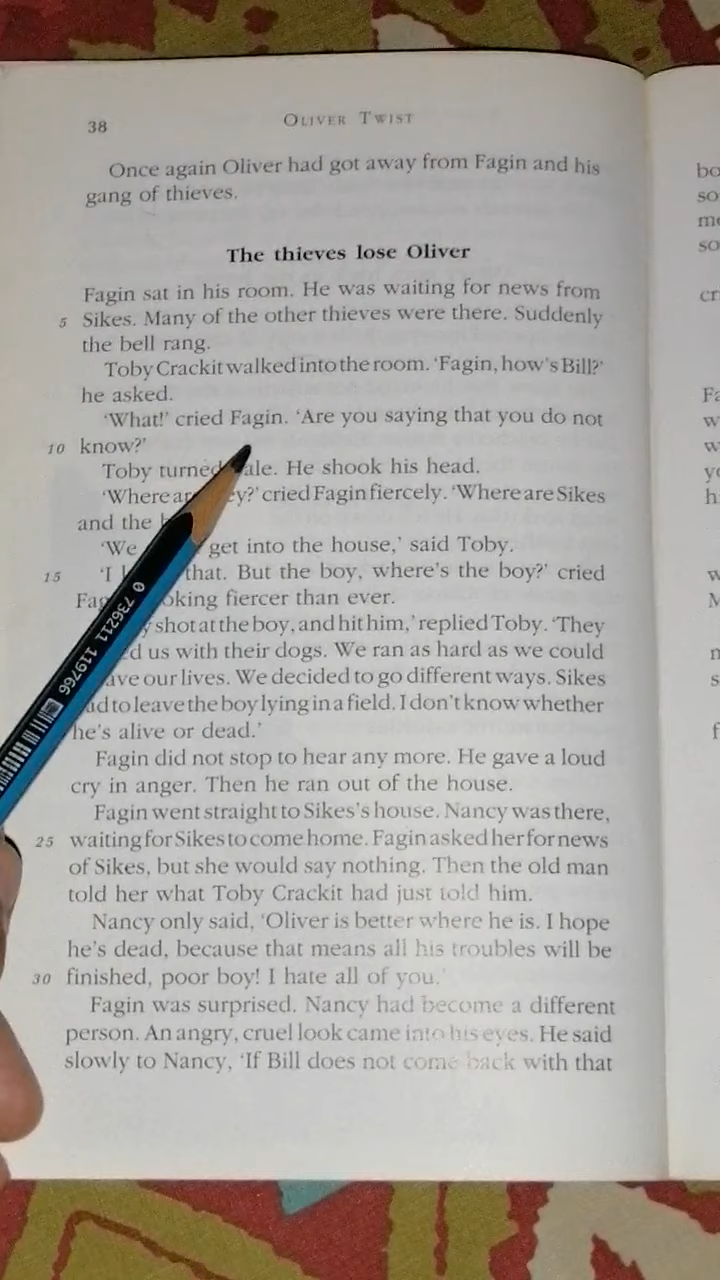 38
OLIVER TWIST
Once again Oliver had got away from Fagin and his
gang of thieves.
The thieves lose Oliver
Fagin sat in his room. He was waiting for news from
5 Sikes. Many of the other thieves were there. Suddenly
the bell rang.
Toby Crackit walked into the room. ‘Fagin, how's Bill?’
he asked.
‘What!’ cried Fagin. ‘Are you saying that you do not
10 know?’
Toby turned ale. He shook his head.
‘Where ar ey?’ cried Fagin fiercely. ‘Where are Sikes
and the
‘We get into the house,’ said Toby.
15 ‘I that. But the boy, where's the boy?’ cried
Fag oking fiercer than ever.
y shot at the boy, and hit him,’ replied Toby. ‘They
d us with their dogs. We ran as hard as we could
ave our lives. We decided to go different ways. Sikes
ad to leave the boy lying in a field. I don't know whether
he's alive or dead.’
Fagin did not stop to hear any more. He gave a loud
cry in anger. Then he ran out of the house.
Fagin went straight to Sikes's house. Nancy was there,
25 waiting for Sikes to come home. Fagin asked her for news
of Sikes, but she would say nothing. Then the old man
told her what Toby Crackit had just told him.
Nancy only said, ‘Oliver is better where he is. I hope
he's dead, because that means all his troubles will be
30 finished, poor boy! I hate all of you.’
Fagin was surprised. Nancy had become a different
person. An angry, cruel look came into his eyes. He said
slowly to Nancy, ‘If Bill does not come back with that
0 736211 119766
bo
so
me
so
cr
Fa
w
w
y
h
w
M
n
s
f